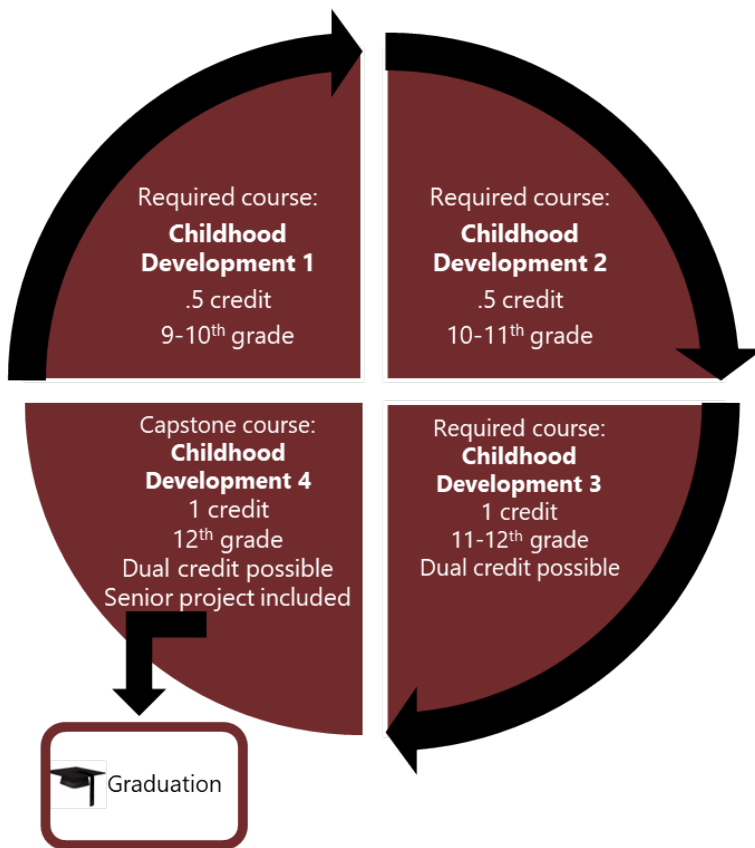 Required course:
Childhood
Development 1
.5 credit
9-10th grade
Required course:
Childhood
Development 2
.5 credit
10-11th grade
Required course:
Childhood
Development 3
1 credit
11-12th grade
Dual credit possible
Capstone course:
Childhood
Development 4
1 credit
12th grade
Dual credit possible
Senior project included
Graduation